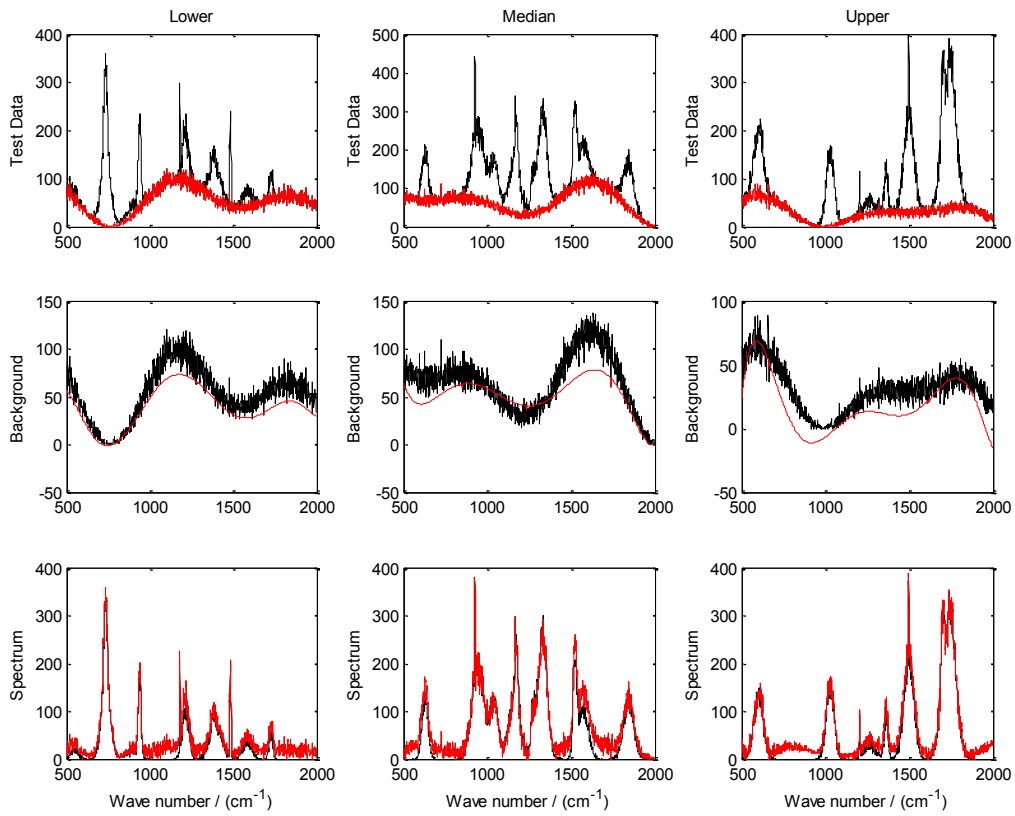 Lower Median Upper
400 500 400
300 400 300
200 300 200
100 200 100
0 100 0
0
Test Data Test Data Test Data
500 1000 1500 2000 500 1000 1500 2000 500 1000 1500 2000
150 150 100
100 100 50
50 50 0
0 0 -50
-50 -50
Background Background Background
500 1000 1500 2000 500 1000 1500 2000 500 1000 1500 2000
400 400 400
300 300 300
200 200 200
100 100 100
0 0 0
Spectrum Spectrum Spectrum
500 1000 1500 2000 500 1000 1500 2000 500 1000 1500 2000
Wave number / (cm⁻¹) Wave number / (cm⁻¹) Wave number / (cm⁻¹)